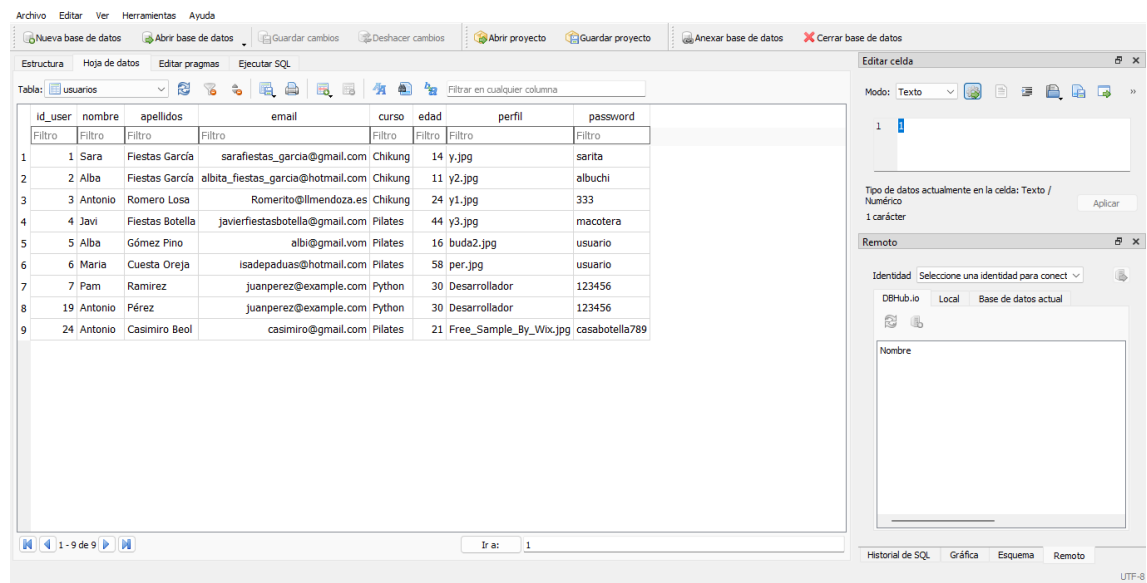 Archivo Editar Ver Herramientas Ayuda
Nueva base de datos Abrir base de datos Guardar cambios Deshacer cambios Abrir proyecto Guardar proyecto Anexar base de datos Cerrar base de datos
Estructura Hoja de datos Editar pragmas Ejecutar SQL
Tabla: usuarios Filtrar en cualquier columna
id_user nombre apellidos email curso edad perfil password
Filtro Filtro Filtro Filtro Filtro Filtro Filtro Filtro
1 1 Sara Fiestas García sarafiestas_garcia@gmail.com Chikung 14 y.jpg sarita
2 2 Alba Fiestas García albita_fiestas_garcia@hotmail.com Chikung 11 y2.jpg albuchi
3 3 Antonio Romero Losa Romerito@llmendoza.es Chikung 24 y1.jpg 333
4 4 Javi Fiestas Botella javierfiestasbotella@gmail.com Pilates 44 y3.jpg macotera
5 5 Alba Gómez Pino albi@gmail.vom Pilates 16 buda2.jpg usuario
6 6 Maria Cuesta Oreja isadepaduas@hotmail.com Pilates 58 per.jpg usuario
7 7 Pam Ramirez juanperez@example.com Python 30 Desarrollador 123456
8 19 Antonio Pérez juanperez@example.com Python 30 Desarrollador 123456
9 24 Antonio Casimiro Beol casimiro@gmail.com Pilates 21 Free_Sample_By_Wix.jpg casabotella789
1 - 9 de 9 Ir a: 1
Editar celda
Modo: Texto »
1 1
Tipo de datos actualmente en la celda: Texto /
Numérico
Aplicar
1 carácter
Remoto
Identidad Seleccione una identidad para conect
DBHub.io Local Base de datos actual
Nombre
Historial de SQL Gráfica Esquema Remoto
UTF-8